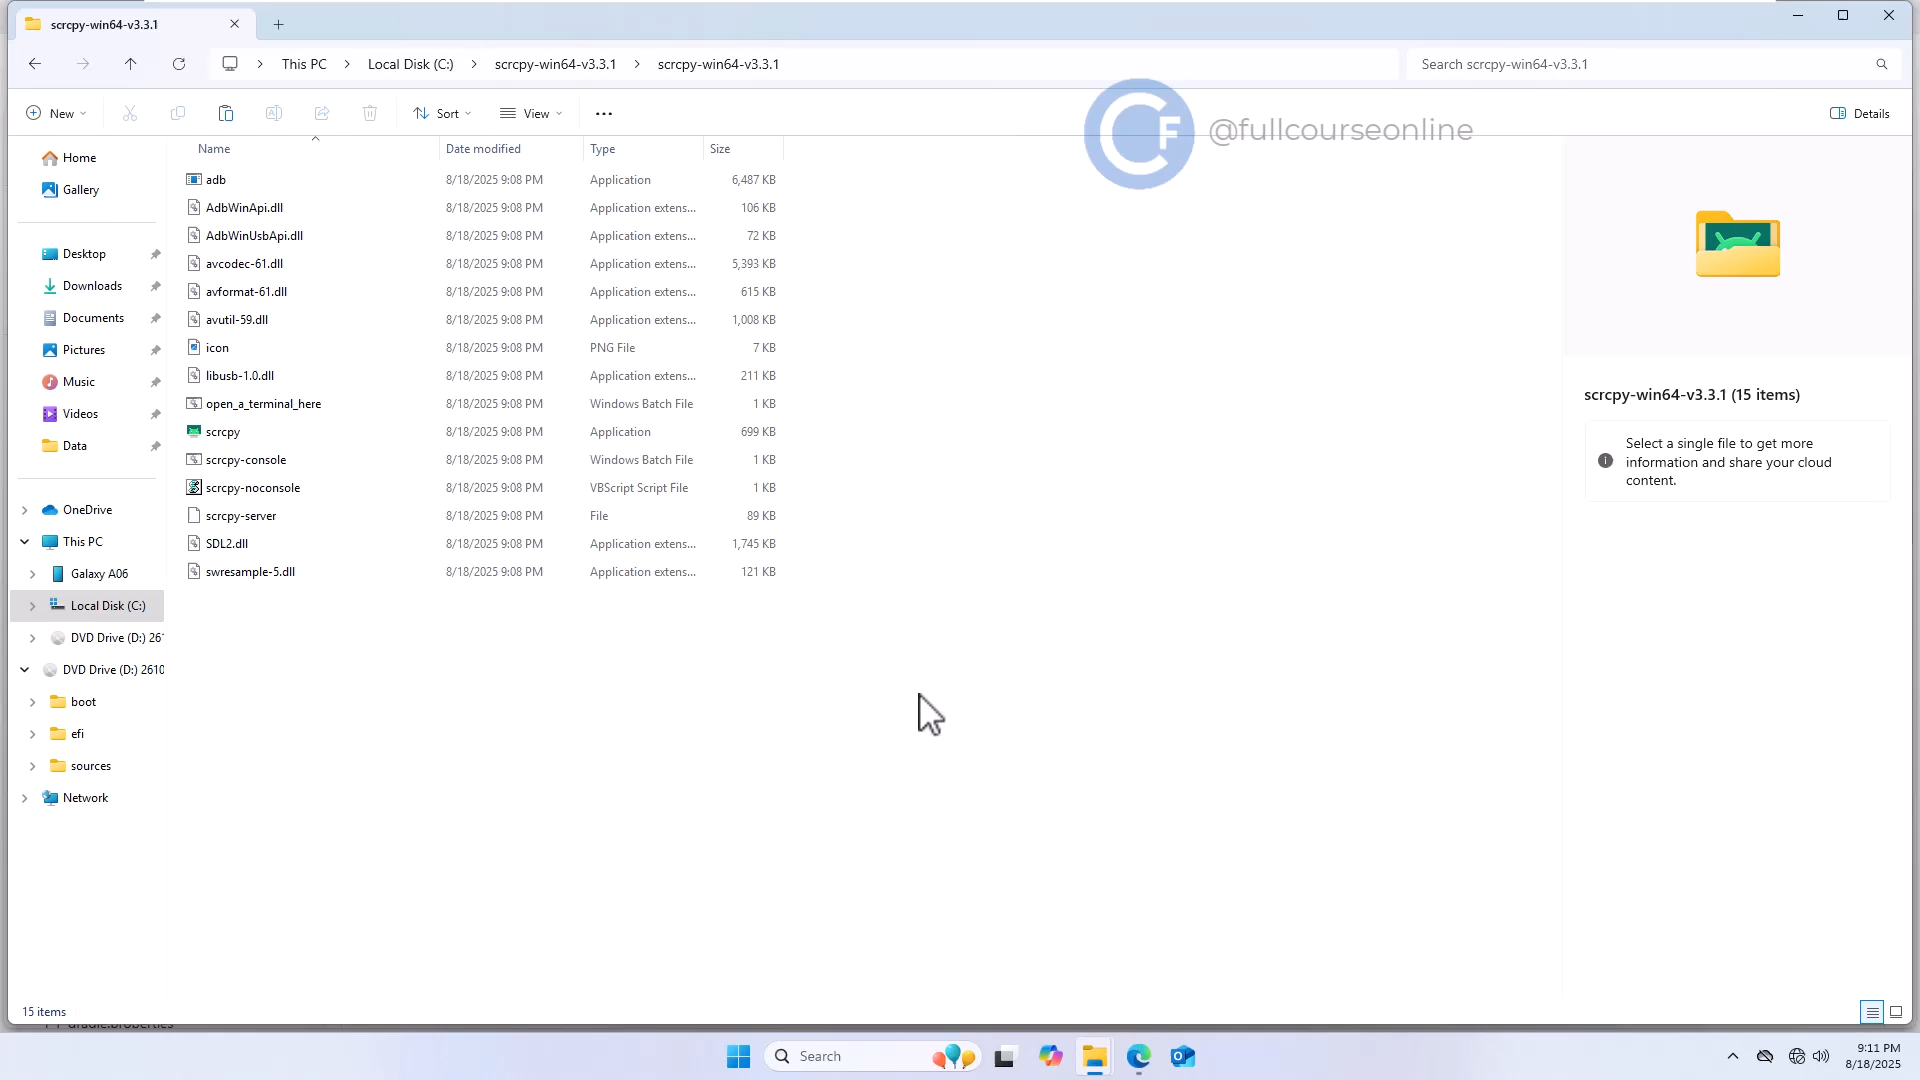 scrcpy-win64-v3.3.1
This PC
Local Disk (C:)
scrcpy-win64-v3.3.1
scrcpy-win64-v3.3.1
Search scrcpy-win64-v3.3.1
New
Sort
View
Details
@fullcourseonline
Name Date modified Type Size
adb 8/18/2025 9:08 PM Application 6,487 KB
AdbWinApi.dll 8/18/2025 9:08 PM Application extens... 106 KB
AdbWinUsbApi.dll 8/18/2025 9:08 PM Application extens... 72 KB
avcodec-61.dll 8/18/2025 9:08 PM Application extens... 5,393 KB
avformat-61.dll 8/18/2025 9:08 PM Application extens... 615 KB
avutil-59.dll 8/18/2025 9:08 PM Application extens... 1,008 KB
icon 8/18/2025 9:08 PM PNG File 7 KB
libusb-1.0.dll 8/18/2025 9:08 PM Application extens... 211 KB
open_a_terminal_here 8/18/2025 9:08 PM Windows Batch File 1 KB
scrcpy 8/18/2025 9:08 PM Application 699 KB
scrcpy-console 8/18/2025 9:08 PM Windows Batch File 1 KB
scrcpy-noconsole 8/18/2025 9:08 PM VBScript Script File 1 KB
scrcpy-server 8/18/2025 9:08 PM File 89 KB
SDL2.dll 8/18/2025 9:08 PM Application extens... 1,745 KB
swresample-5.dll 8/18/2025 9:08 PM Application extens... 121 KB
Home
Gallery
Desktop
Downloads
Documents
Pictures
Music
Videos
Data
OneDrive
This PC
Galaxy A06
Local Disk (C:)
DVD Drive (D:) 26
DVD Drive (D:) 2610
boot
efi
sources
Network
scrcpy-win64-v3.3.1 (15 items)
Select a single file to get more
information and share your cloud
content.
15 items
Search
9:11 PM
8/18/2025